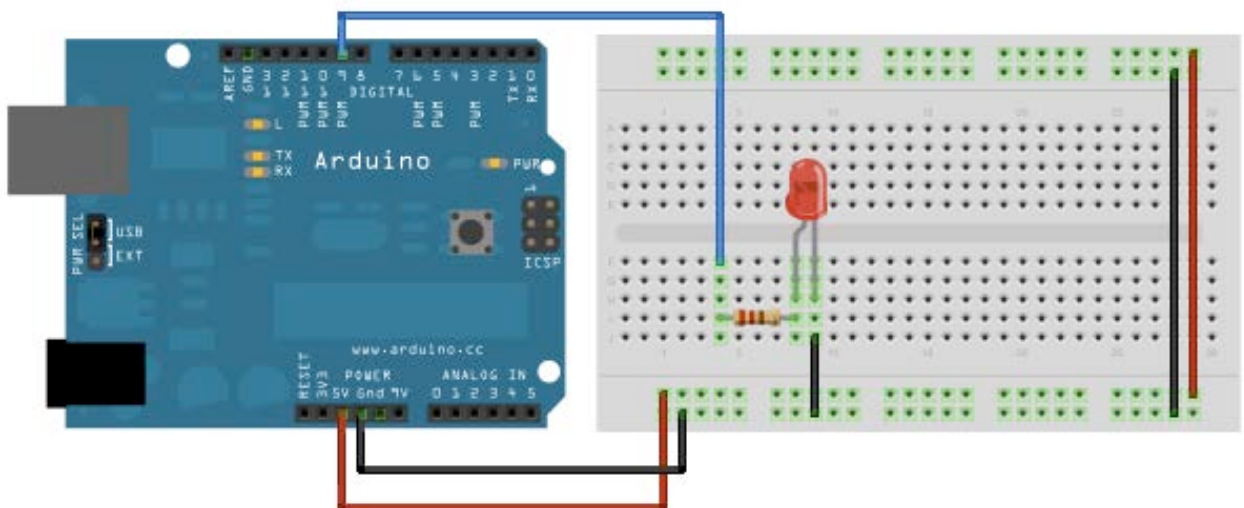 AREF
GND
13
12
11
10
9
8
7
6
5
4
3
2
1
0
PWM
PWM
PWM
PWM
PWM
PWM
TX
RX
DIGITAL
L
TX
RX
Arduino
PWR
1
PWR SEL
USB
EXT
ICSP
www.arduino.cc
RESET
3V3
POWER
5V Gnd 9V
ANALOG IN
0 1 2 3 4 5